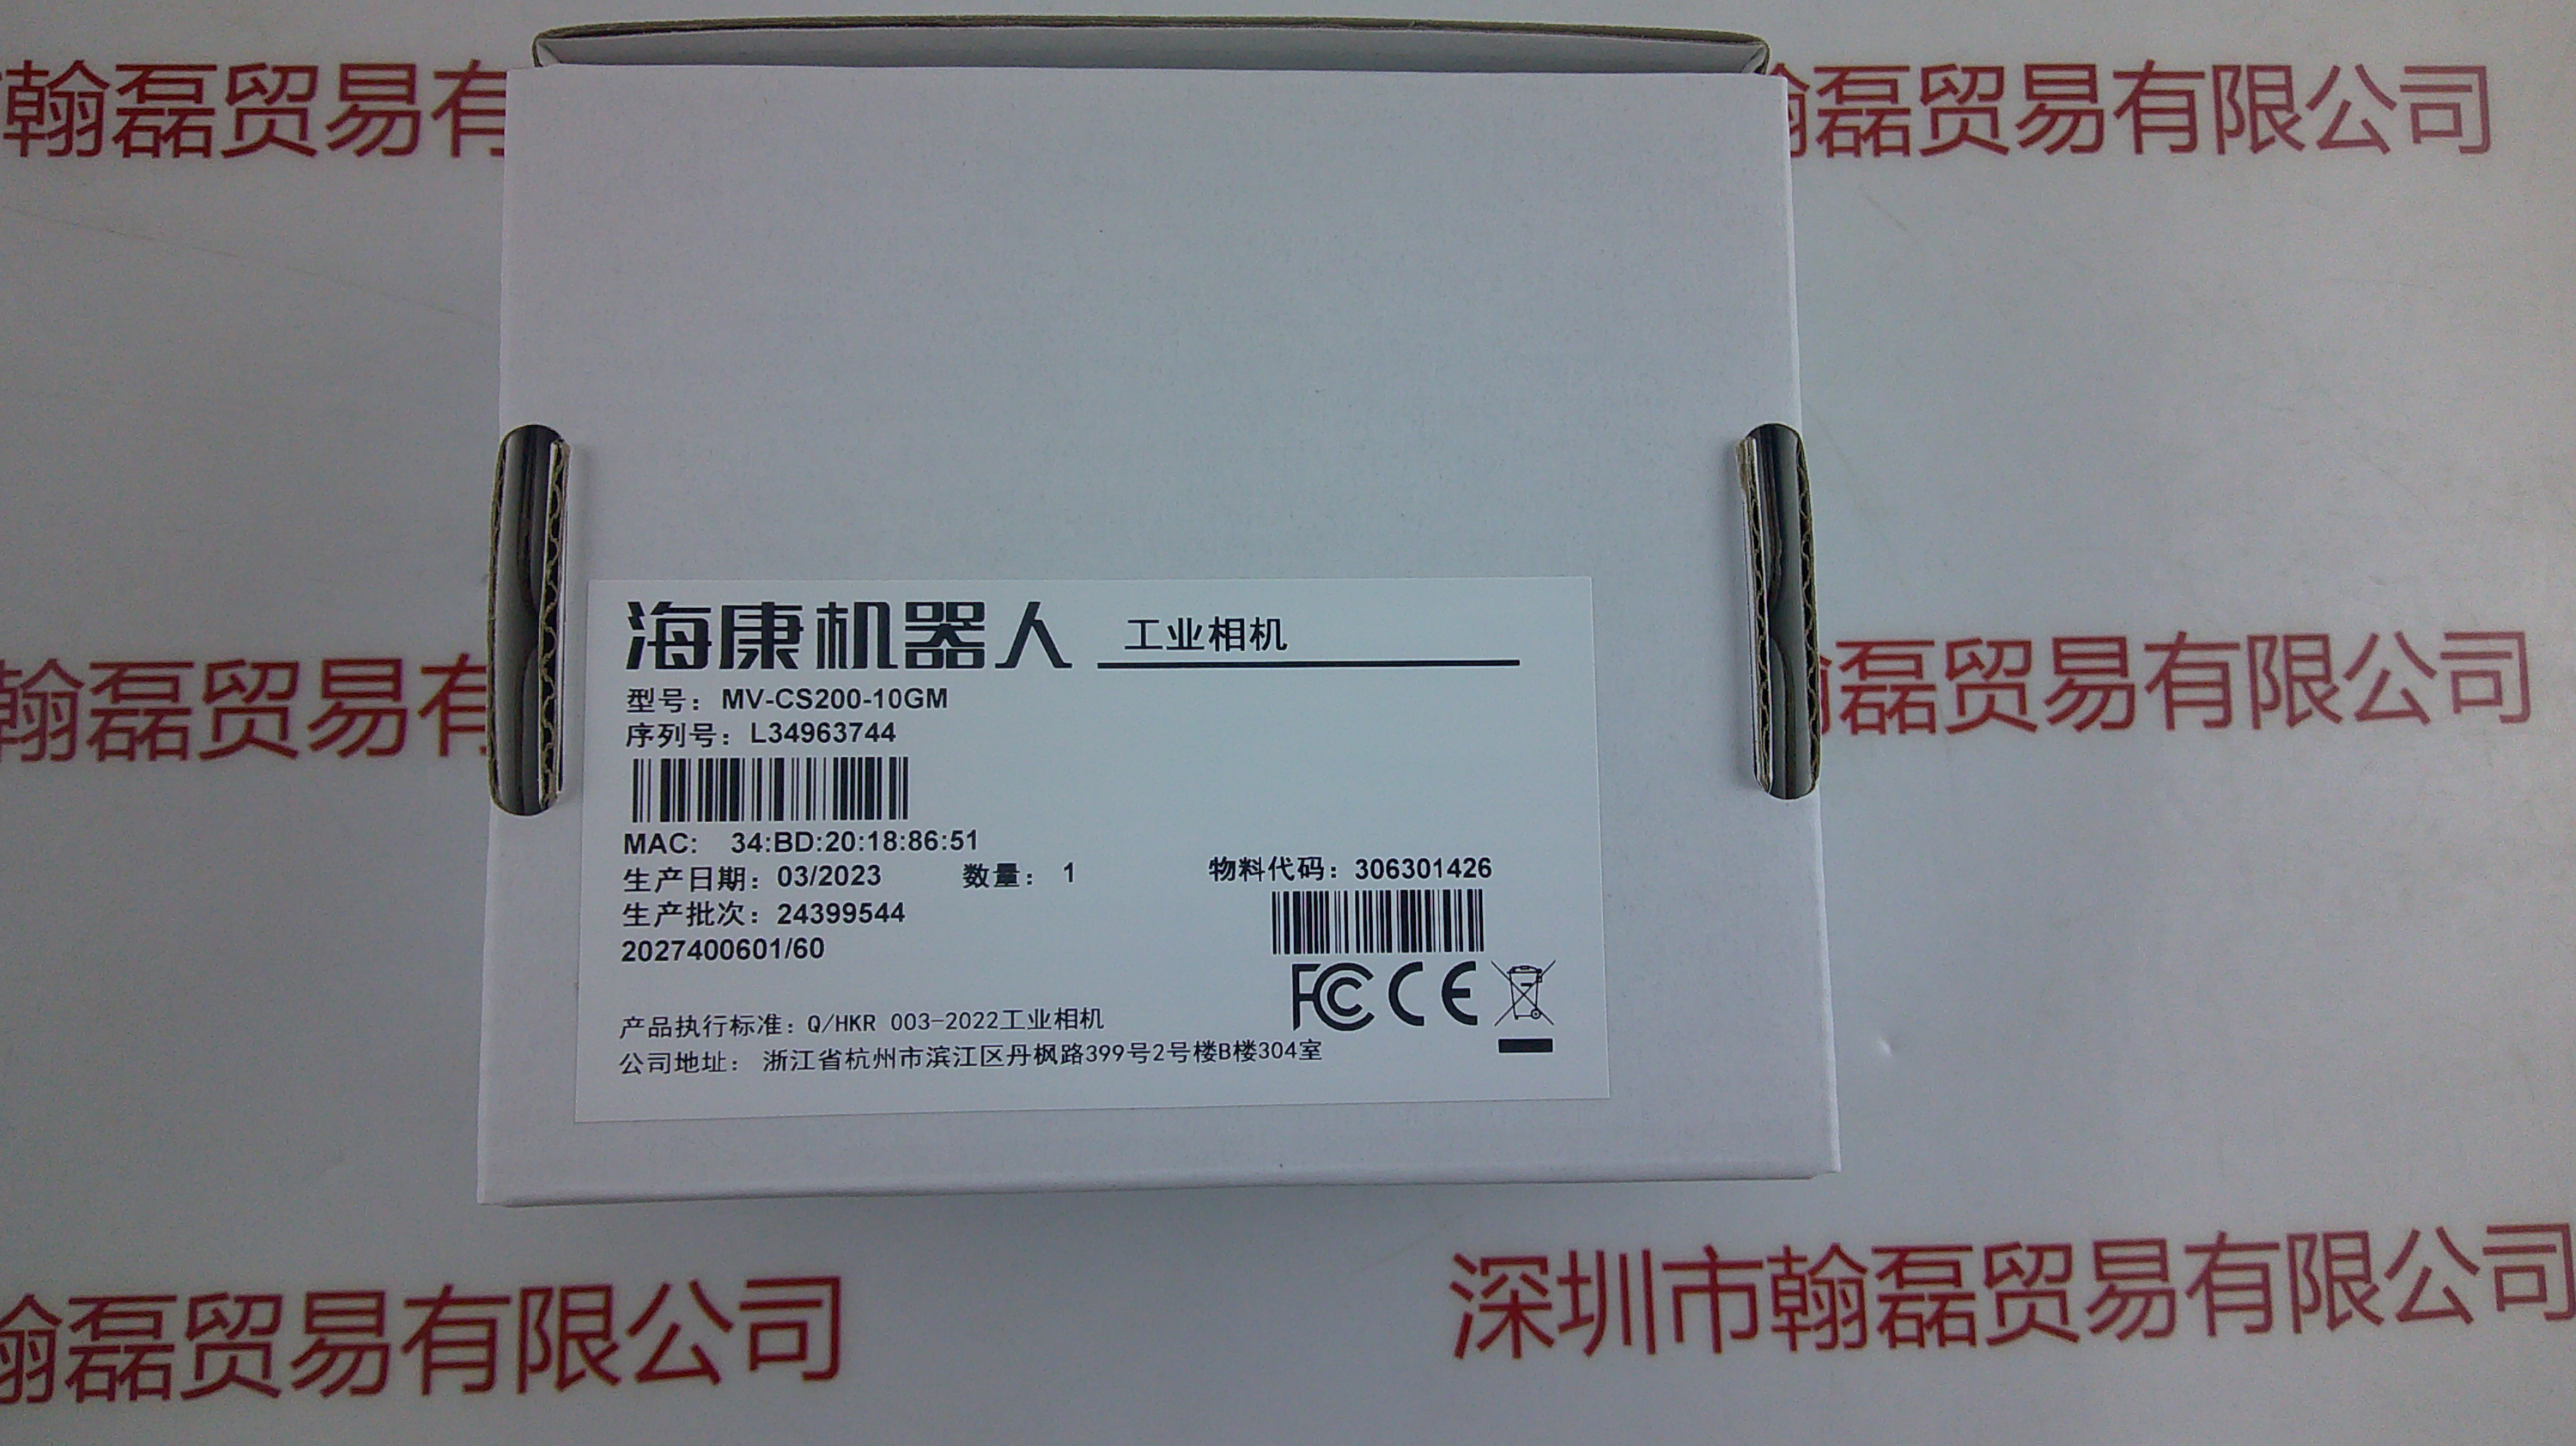 翰磊贸易有
磊贸易有限公司
海康机器人 工业相机
型号：MV-CS200-10GM
序列号：L34963744
MAC: 34:BD:20:18:86:51
生产日期：03/2023 数量： 1 物料代码：306301426
生产批次：24399544
2027400601/60
FC CE
产品执行标准：Q/HKR 003-2022工业相机
公司地址： 浙江省杭州市滨江区丹枫路399号2号楼B楼304室
翰磊贸易有
磊贸易有限公司
翰磊贸易有限公司
深圳市翰磊贸易有限公司